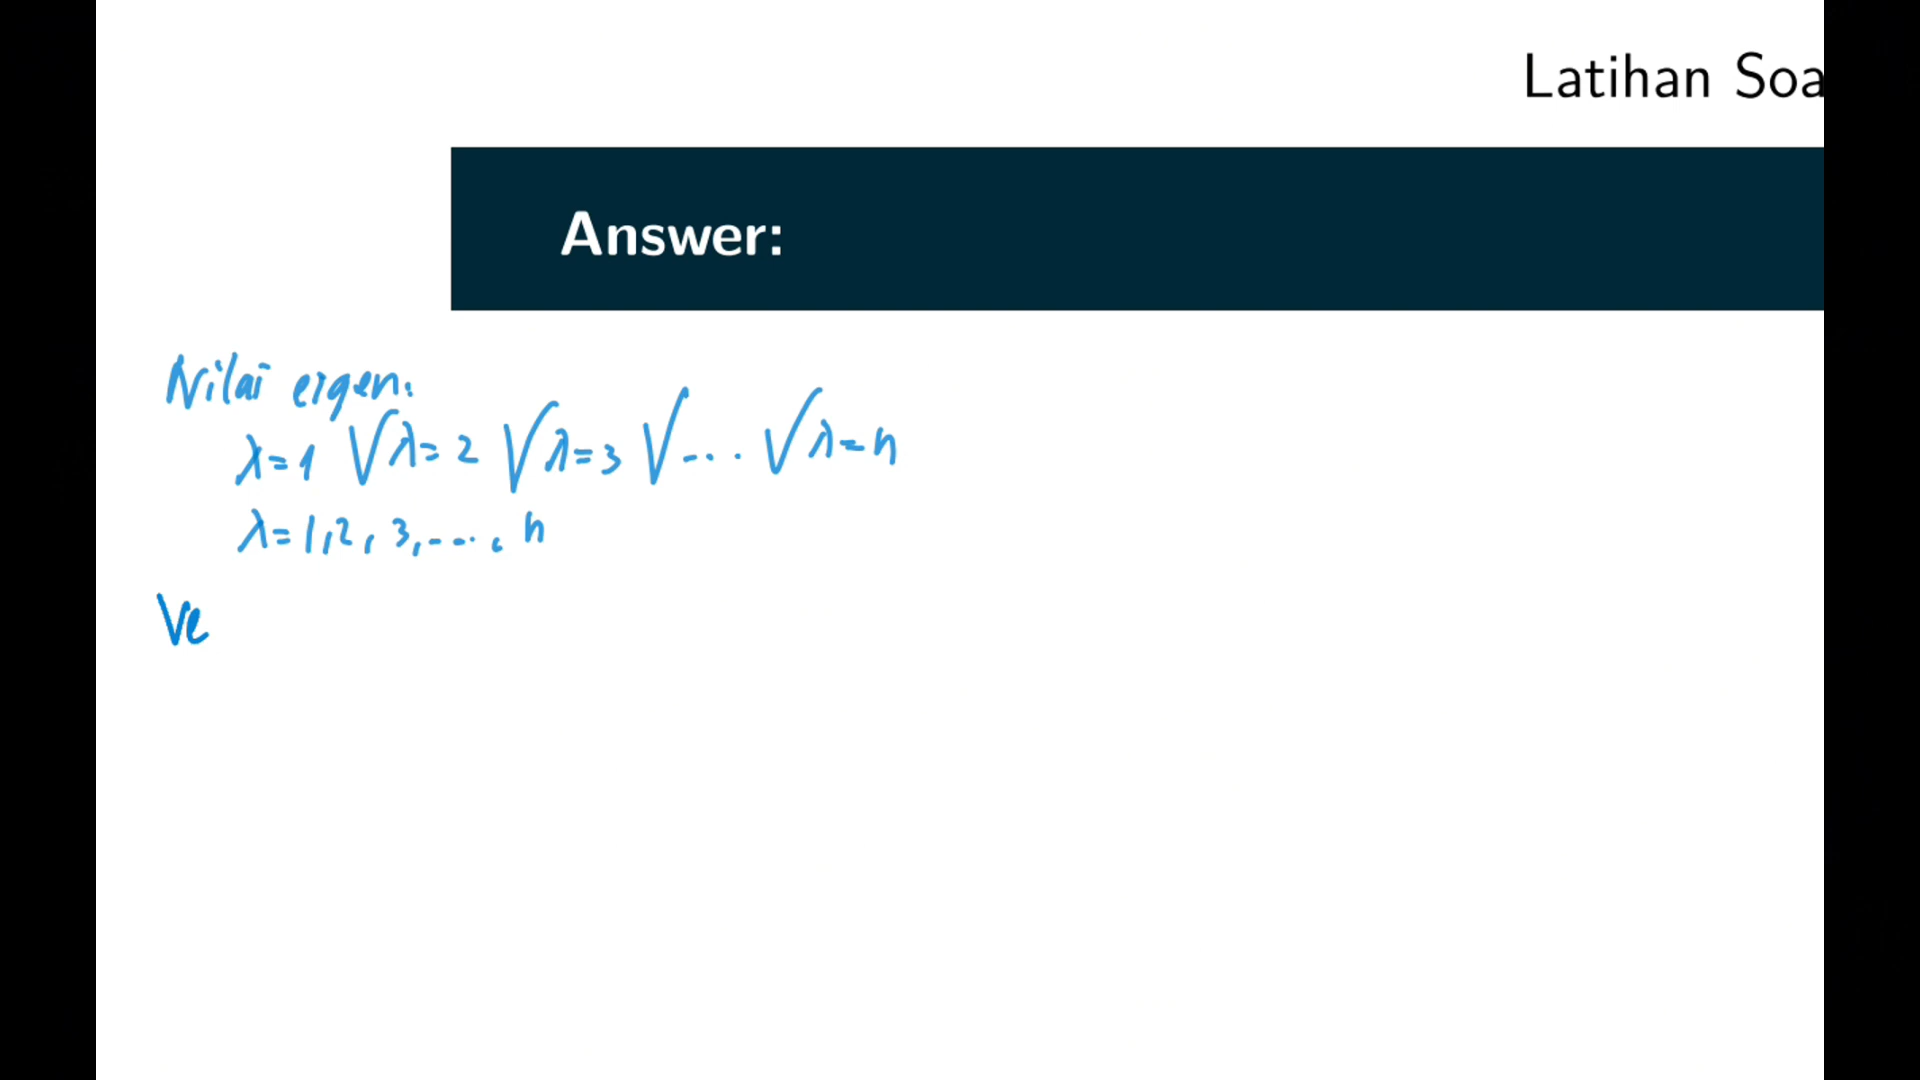 Latihan Soa
Answer:
Nilai eigen:
λ=1 V λ=2 V λ=3 V ... V λ=n
λ=1,2,3,...,n
Ve